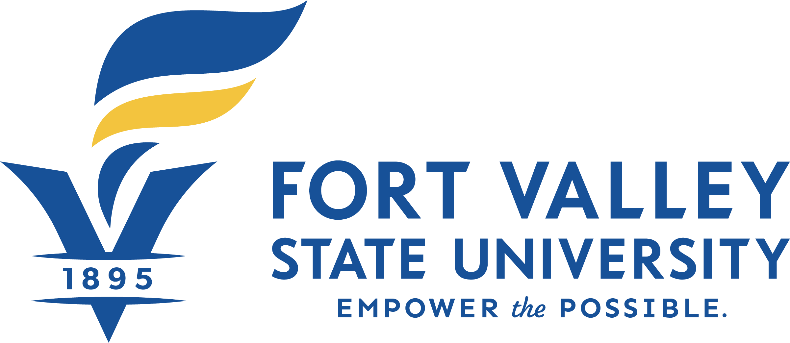 1895
FORT VALLEY
STATE UNIVERSITY
EMPOWER the POSSIBLE.